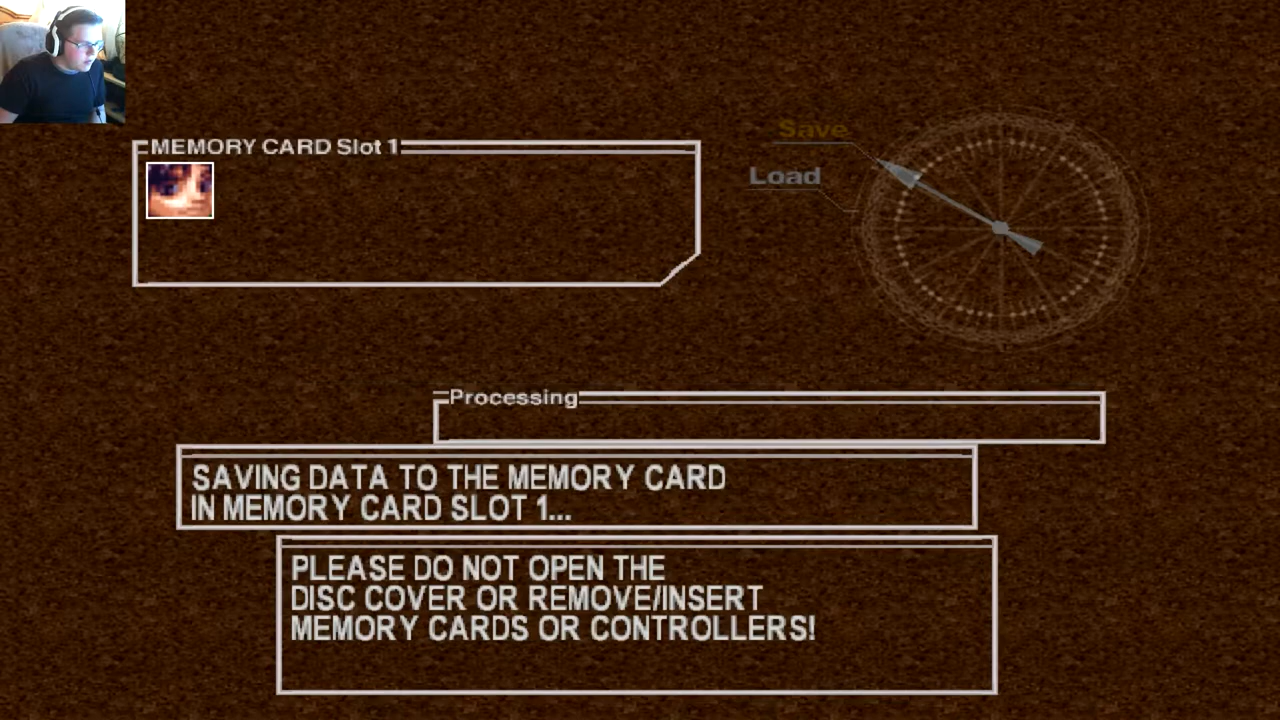 MEMORY CARD Slot 1
Save
Load
Processing
SAVING DATA TO THE MEMORY CARD
IN MEMORY CARD SLOT 1...
PLEASE DO NOT OPEN THE
DISC COVER OR REMOVE/INSERT
MEMORY CARDS OR CONTROLLERS!